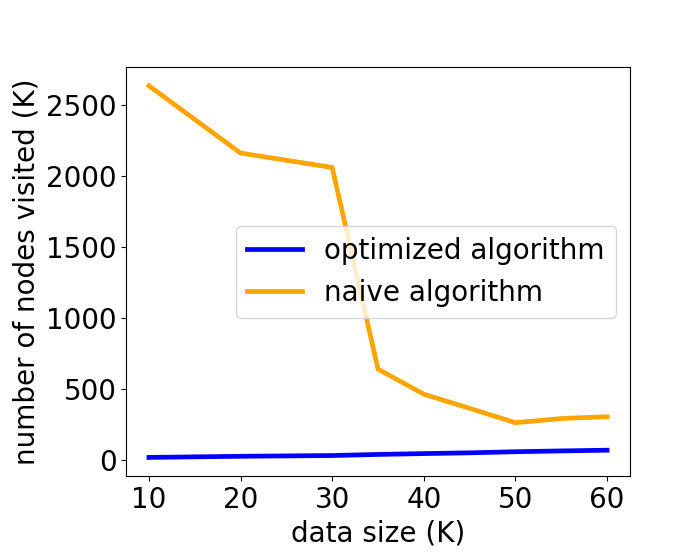 number of nodes visited (K)
2500
2000
1500
1000
500
0
optimized algorithm
naive algorithm
10 20 30 40 50 60
data size (K)